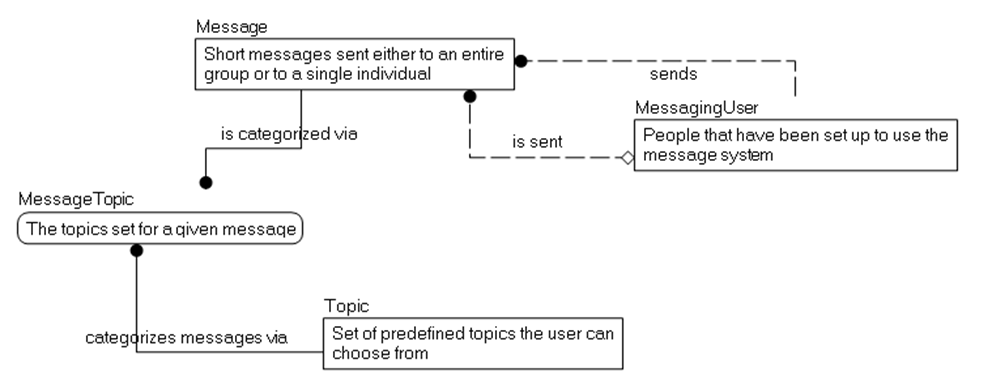 Message
Short messages sent either to an entire
group or to a single individual
sends
MessagingUser
People that have been set up to use the
message system
is sent
is categorized via
MessageTopic
The topics set for a given message
Topic
Set of predefined topics the user can
choose from
categorizes messages via